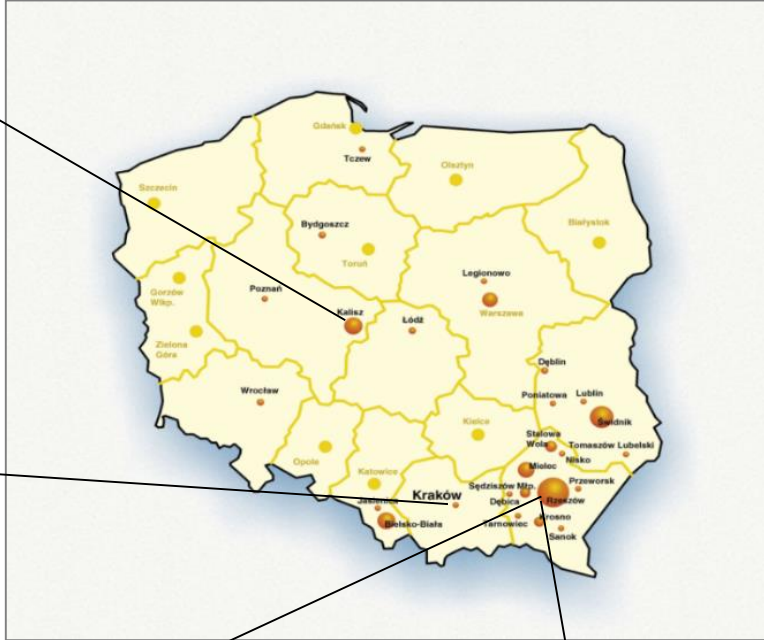 Gdańsk
Tczew
Olsztyn
Szczecin
Białystok
Bydgoszcz
Toruń
Legionowo
Gorzów
Wlkp.
Poznań
Kalisz
Łódź
Warszawa
Zielona
Góra
Dęblin
Wrocław
Poniatowa
Lublin
Świdnik
Kielce
Stalowa
Wola
Tomaszów Lubelski
Nisko
Opole
Katowice
Mielec
Sędziszów Młp.
Przeworsk
Jasienica
Kraków
Dębica
Rzeszów
Bielsko-Biała
Tarnowiec
Krosno
Sanok